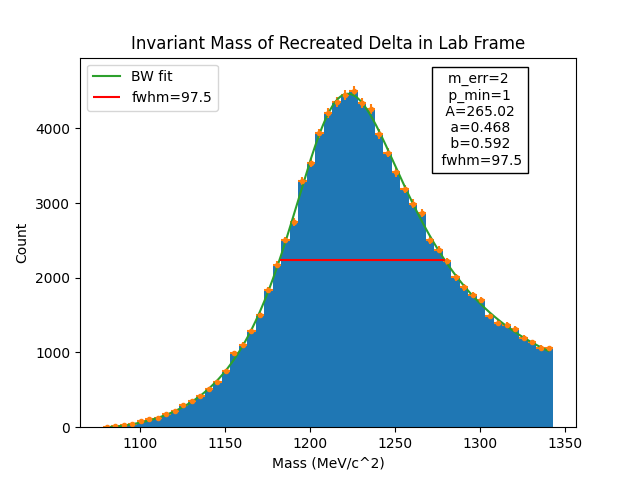 Invariant Mass of Recreated Delta in Lab Frame
BW fit
fwhm=97.5
m_err=2
p_min=1
A=265.02
a=0.468
b=0.592
fwhm=97.5
Count
4000
3000
2000
1000
0
1100 1150 1200 1250 1300 1350
Mass (MeV/c^2)